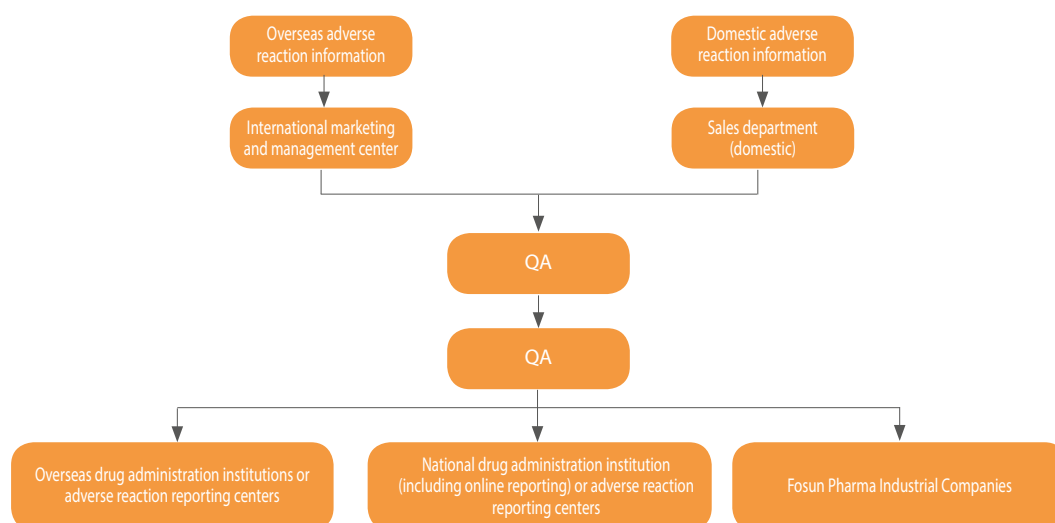 Overseas adverse
reaction information
Domestic adverse
reaction information
International marketing
and management center
Sales department
(domestic)
QA
QA
Overseas drug administration institutions or
adverse reaction reporting centers
National drug administration institution
(including online reporting) or adverse reaction
reporting centers
Fosun Pharma Industrial Companies